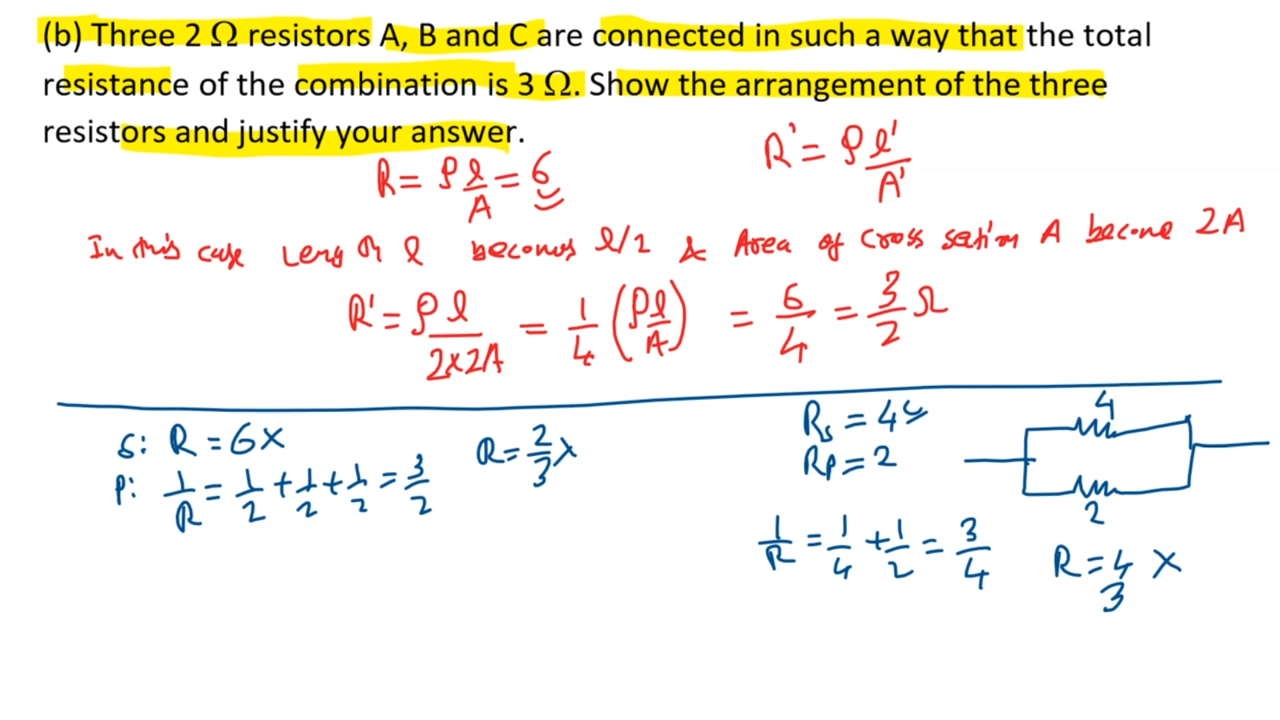 (b) Three 2 Ω resistors A, B and C are connected in such a way that the total
resistance of the combination is 3 Ω. Show the arrangement of the three
resistors and justify your answer.
R = ρ l/A = 6
R' = ρ l'/A'
In this case Length l becomes l/2 & Area of cross section A become 2A
R' = ρ l / 2×2A = 1/4 (ρl/A) = 6/4 = 3/2 Ω
S: R = 6 ×
P: 1/R = 1/2 + 1/2 + 1/2 = 3/2
R = 2/3 ×
Rs = 4
RP = 2
4
2
1/R = 1/4 + 1/2 = 3/4
R = 4/3 ×